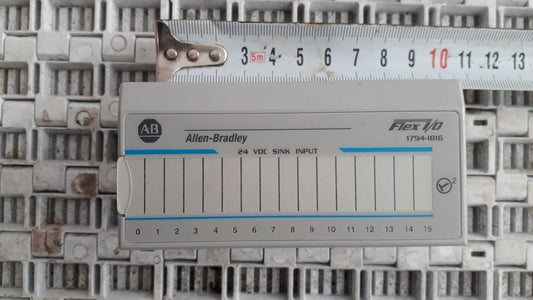 3 5m 4 5 6 7 8 9 10 11 12 13
AB
Allen-Bradley
Flex I/O
1794-IB16
24 VDC SINK INPUT
2
0 1 2 3 4 5 6 7 8 9 10 11 12 13 14 15